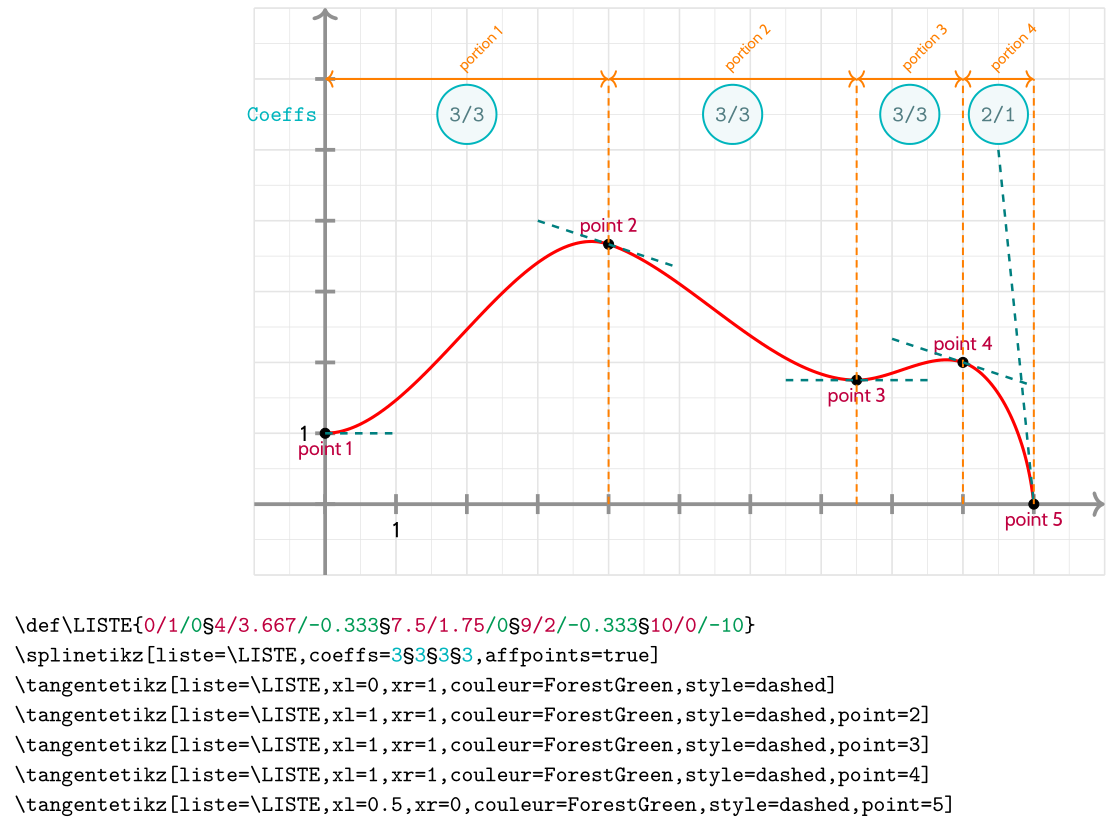 portion 1
portion 2
portion 3
portion 4
Coeffs
3/3
3/3
3/3
2/1
point 2
point 4
point 3
1
point 1
point 5
1
\def\LISTE{0/1/0§4/3.667/-0.333§7.5/1.75/0§9/2/-0.333§10/0/-10}
\splinetikz[liste=\LISTE,coeffs=3§3§3§3,affpoints=true]
\tangentetikz[liste=\LISTE,xl=0,xr=1,couleur=ForestGreen,style=dashed]
\tangentetikz[liste=\LISTE,xl=1,xr=1,couleur=ForestGreen,style=dashed,point=2]
\tangentetikz[liste=\LISTE,xl=1,xr=1,couleur=ForestGreen,style=dashed,point=3]
\tangentetikz[liste=\LISTE,xl=1,xr=1,couleur=ForestGreen,style=dashed,point=4]
\tangentetikz[liste=\LISTE,xl=0.5,xr=0,couleur=ForestGreen,style=dashed,point=5]